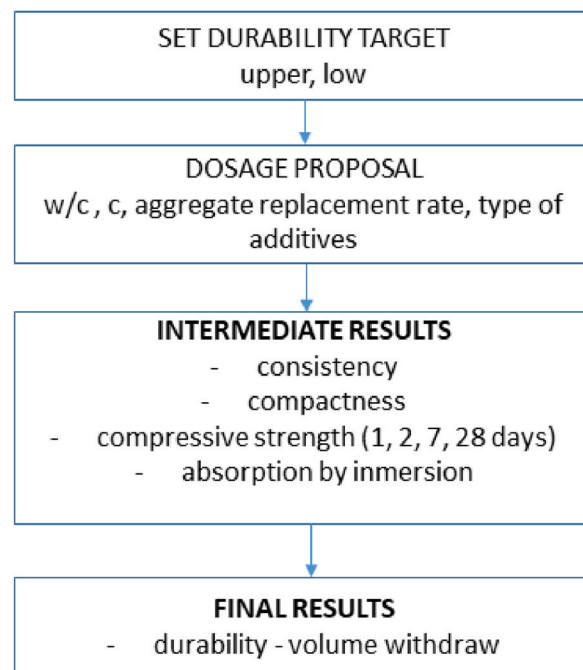 SET DURABILITY TARGET
upper, low
DOSAGE PROPOSAL
w/c , c, aggregate replacement rate, type of
additives
INTERMEDIATE RESULTS
- consistency
- compactness
- compressive strength (1, 2, 7, 28 days)
- absorption by inmersion
FINAL RESULTS
- durability - volume withdraw